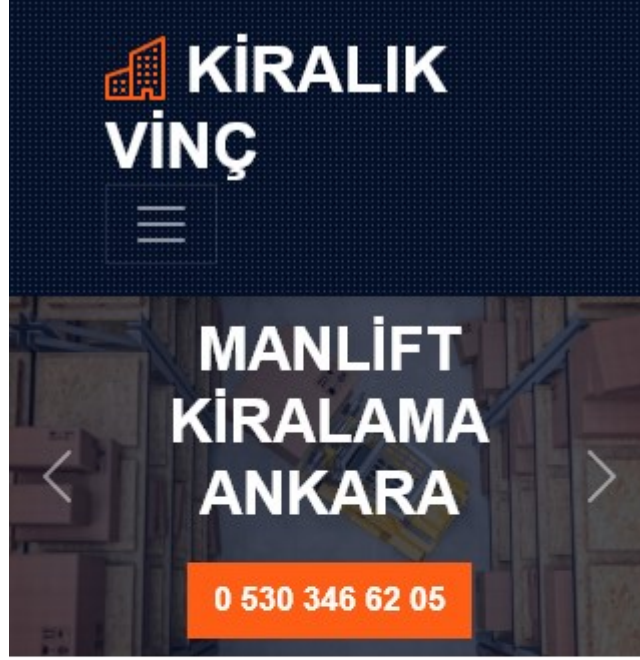 KİRALIK
VİNÇ
MANLİFT
KİRALAMA
ANKARA
0 530 346 62 05